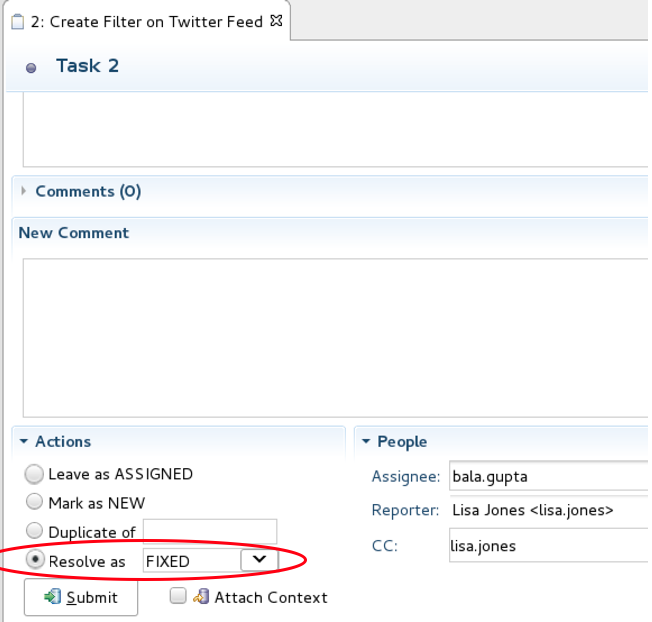 2: Create Filter on Twitter Feed
Task 2
Comments (0)
New Comment
Actions
Leave as ASSIGNED
Mark as NEW
Duplicate of
Resolve as FIXED
Submit
Attach Context
People
Assignee: bala.gupta
Reporter: Lisa Jones <lisa.jones>
CC: lisa.jones